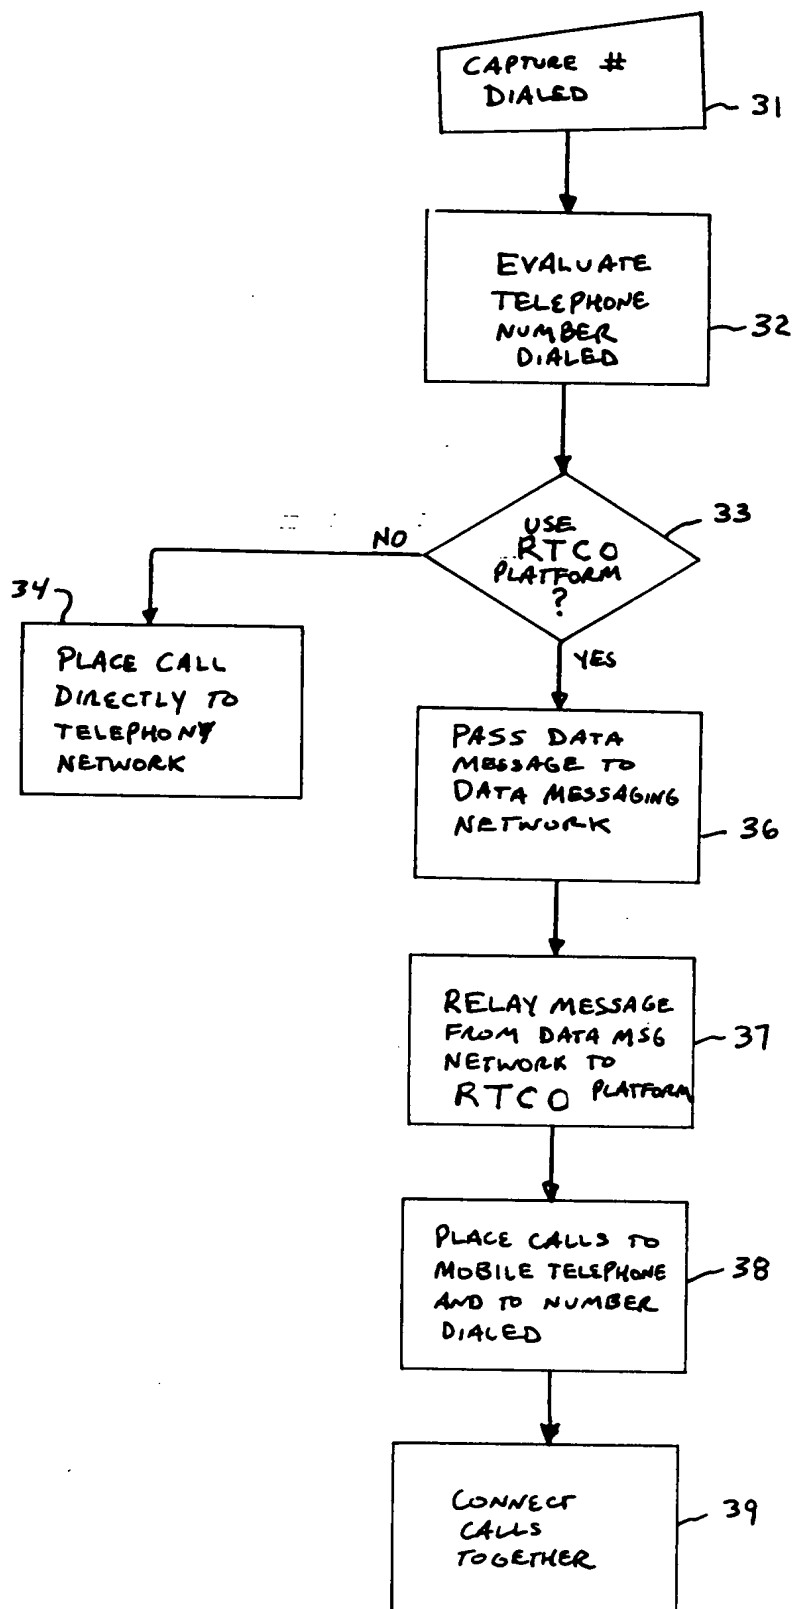 CAPTURE #
DIALED
31
EVALUATE
TELEPHONE
NUMBER
DIALED
32
USE
RTCO
PLATFORM
?
33
NO
YES
34
PLACE CALL
DIRECTLY TO
TELEPHONY
NETWORK
PASS DATA
MESSAGE TO
DATA MESSAGING
NETWORK
36
RELAY MESSAGE
FROM DATA MSG
NETWORK TO
RTCO PLATFORM
37
PLACE CALLS TO
MOBILE TELEPHONE
AND TO NUMBER
DIALED
38
CONNECT
CALLS
TOGETHER
39